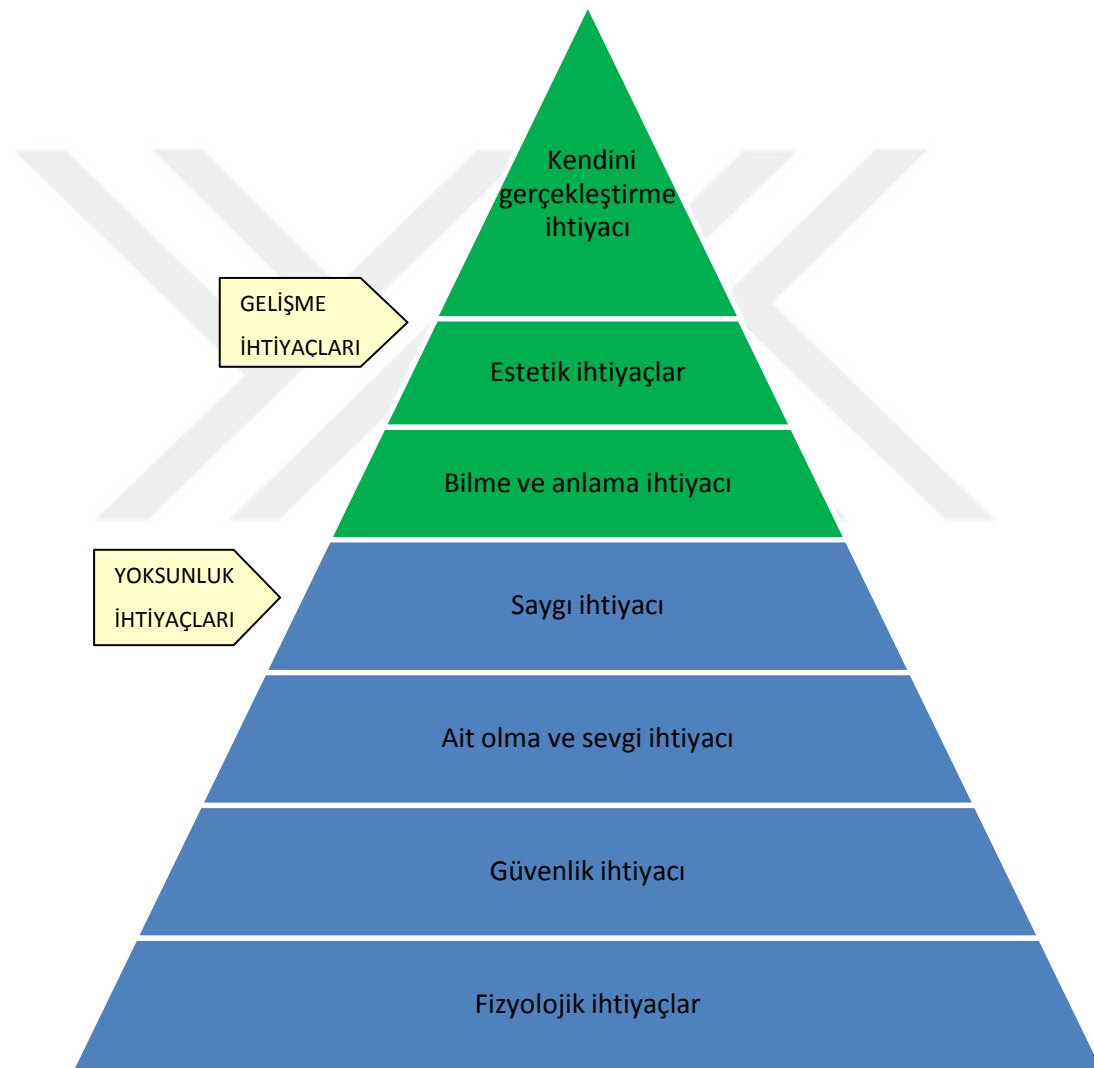 Kendini
gerçekleştirme
ihtiyacı
GELİŞME
İHTİYAÇLARI
Estetik ihtiyaçlar
Bilme ve anlama ihtiyacı
YOKSUNLUK
İHTİYAÇLARI
Saygı ihtiyacı
Ait olma ve sevgi ihtiyacı
Güvenlik ihtiyacı
Fizyolojik ihtiyaçlar